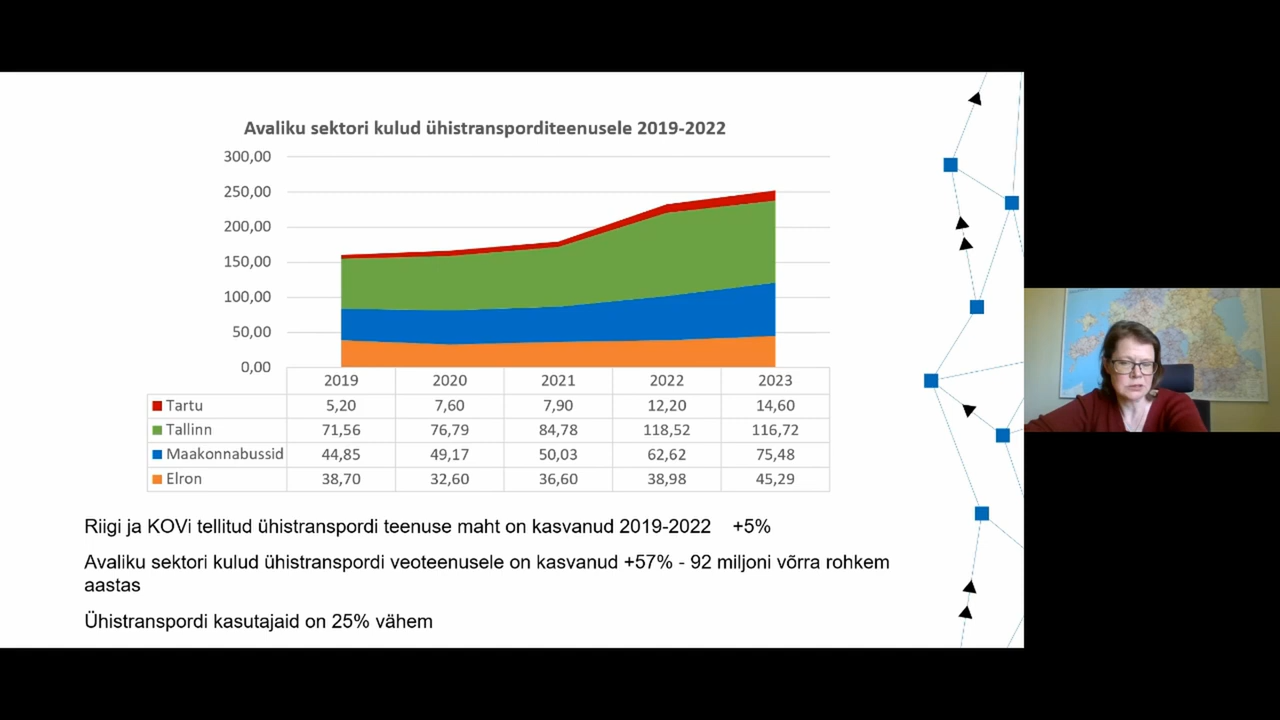 Avaliku sektori kulud ühistransporditeenusele 2019-2022
300,00
250,00
200,00
150,00
100,00
50,00
0,00
2019 2020 2021 2022 2023
Tartu 5,20 7,60 7,90 12,20 14,60
Tallinn 71,56 76,79 84,78 118,52 116,72
Maakonnabussid 44,85 49,17 50,03 62,62 75,48
Elron 38,70 32,60 36,60 38,98 45,29
Riigi ja KOVi tellitud ühistranspordi teenuse maht on kasvanud 2019-2022 +5%
Avaliku sektori kulud ühistranspordi veoteenusele on kasvanud +57% - 92 miljoni võrra rohkem
aastas
Ühistranspordi kasutajaid on 25% vähem